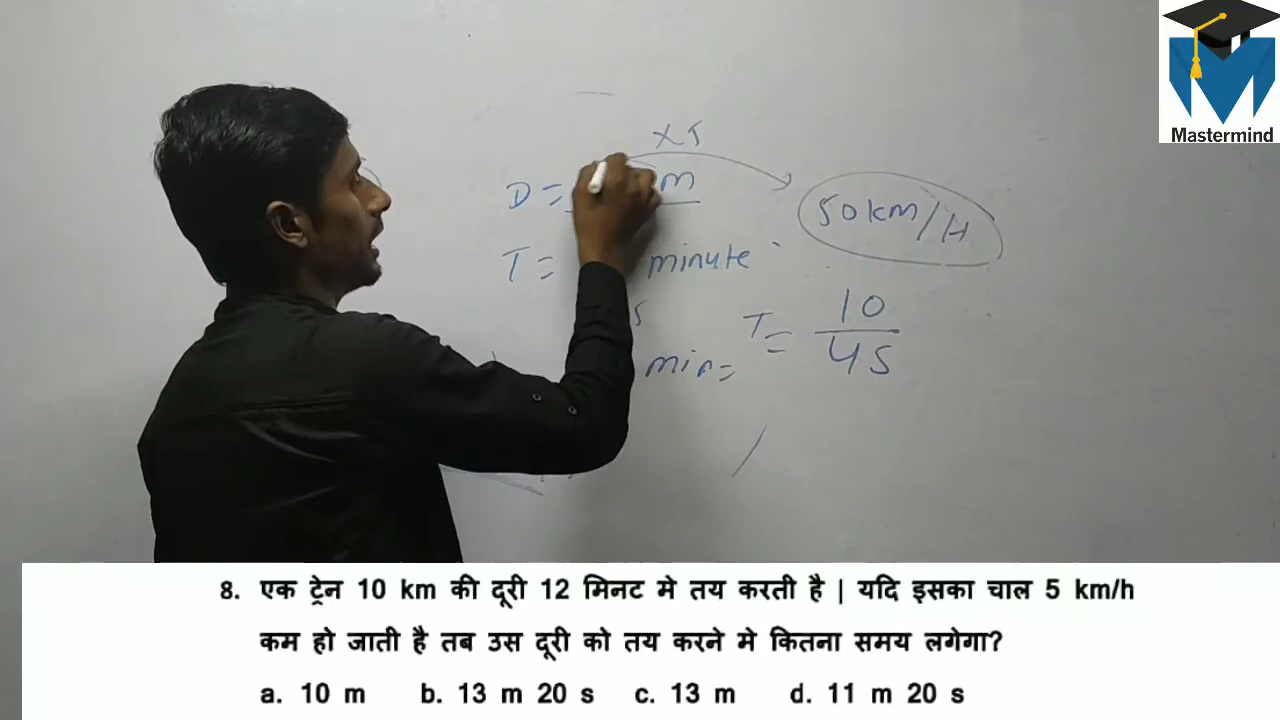 Mastermind
x 5
D = m
50km/H
T = minute
T = 10
45
min =
8. एक ट्रेन 10 km की दूरी 12 मिनट मे तय करती है | यदि इसका चाल 5 km/h
कम हो जाती है तब उस दूरी को तय करने मे कितना समय लगेगा?
a. 10 m b. 13 m 20 s c. 13 m d. 11 m 20 s